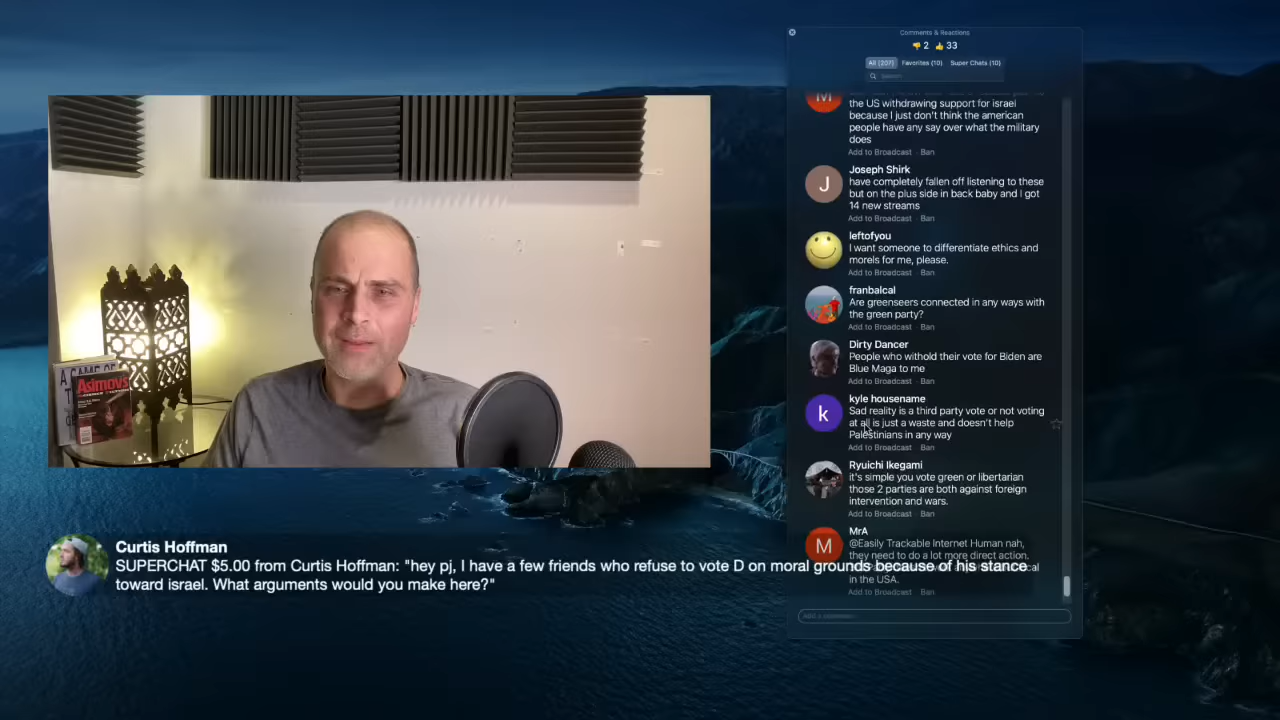 Comments & Reactions
👎 2 👍 33
All (207) Favorites (10) Super Chats (10)
Search
M
the US withdrawing support for israel
because I just don't think the american
people have any say over what the military
does
Add to Broadcast · Ban
J
Joseph Shirk
have completely fallen off listening to these
but on the plus side in back baby and I got
14 new streams
Add to Broadcast · Ban
leftofyou
I want someone to differentiate ethics and
morels for me, please.
Add to Broadcast · Ban
franbalcal
Are greenseers connected in any ways with
the green party?
Add to Broadcast · Ban
Dirty Dancer
People who withold their vote for Biden are
Blue Maga to me
Add to Broadcast · Ban
k
kyle housename
Sad reality is a third party vote or not voting
at all is just a waste and doesn't help
Palestinians in any way
Add to Broadcast · Ban
Ryuichi Ikegami
it's simple you vote green or libertarian
those 2 parties are both against foreign
intervention and wars.
Add to Broadcast · Ban
M
MrA
@Easily Trackable Internet Human nah,
they need to do a lot more direct action.
in the USA.
Add to Broadcast · Ban
Add a comment...
A GAME OF
Asimov's
Curtis Hoffman
SUPERCHAT $5.00 from Curtis Hoffman: "hey pj, I have a few friends who refuse to vote D on moral grounds because of his stance
toward israel. What arguments would you make here?"